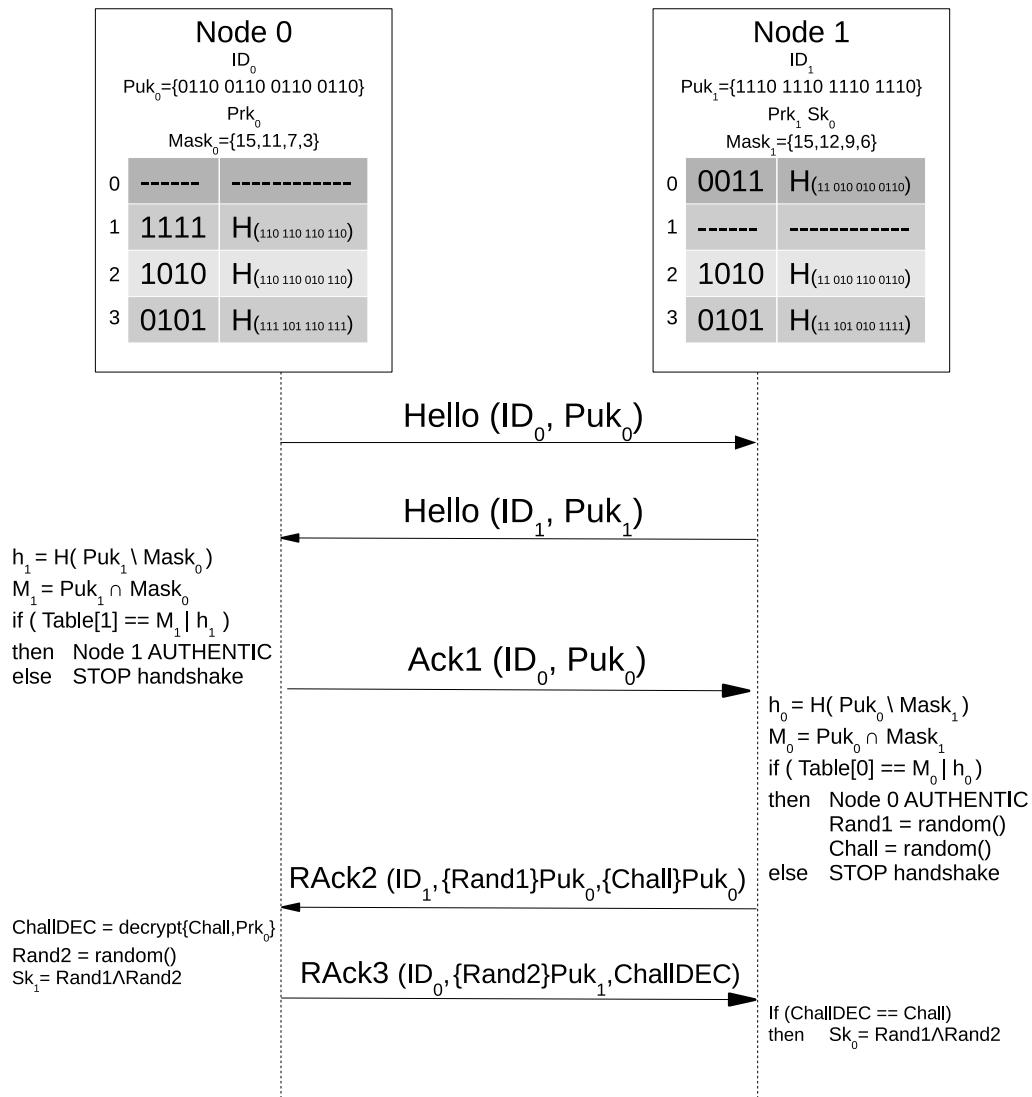 Node 0
ID0
Puk0={0110 0110 0110 0110}
Prk0
Mask0={15,11,7,3}
0 ------ ------------
1 1111 H(110 110 110 110)
2 1010 H(110 110 010 110)
3 0101 H(111 101 110 111)
Node 1
ID1
Puk1={1110 1110 1110 1110}
Prk1 Sk0
Mask1={15,12,9,6}
0 0011 H(11 010 010 0110)
1 ------ ------------
2 1010 H(11 010 110 0110)
3 0101 H(11 101 010 1111)
Hello (ID0, Puk0)
Hello (ID1, Puk1)
h1 = H( Puk1 \ Mask0 )
M1 = Puk1 ∩ Mask0
if ( Table[1] == M1 | h1 )
then Node 1 AUTHENTIC
else STOP handshake
Ack1 (ID0, Puk0)
h0 = H( Puk0 \ Mask1 )
M0 = Puk0 ∩ Mask1
if ( Table[0] == M0 | h0 )
then Node 0 AUTHENTIC
Rand1 = random()
Chall = random()
else STOP handshake
RAck2 (ID1,{Rand1}Puk0,{Chall}Puk0)
ChallDEC = decrypt{Chall,Prk0}
Rand2 = random()
Sk1= Rand1ΛRand2
RAck3 (ID0,{Rand2}Puk1,ChallDEC)
If (ChallDEC == Chall)
then Sk0= Rand1ΛRand2